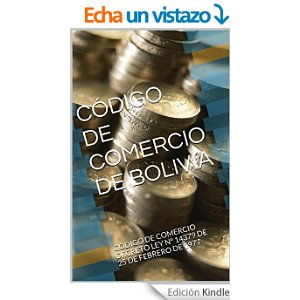 Echa un vistazo
CÓDIGO
DE
COMERCIO
DE BOLIVIA
CÓDIGO DE COMERCIO
DECRETO LEY Nº 14379 DE
25 DE FEBRERO DE 1977
Edición Kindle